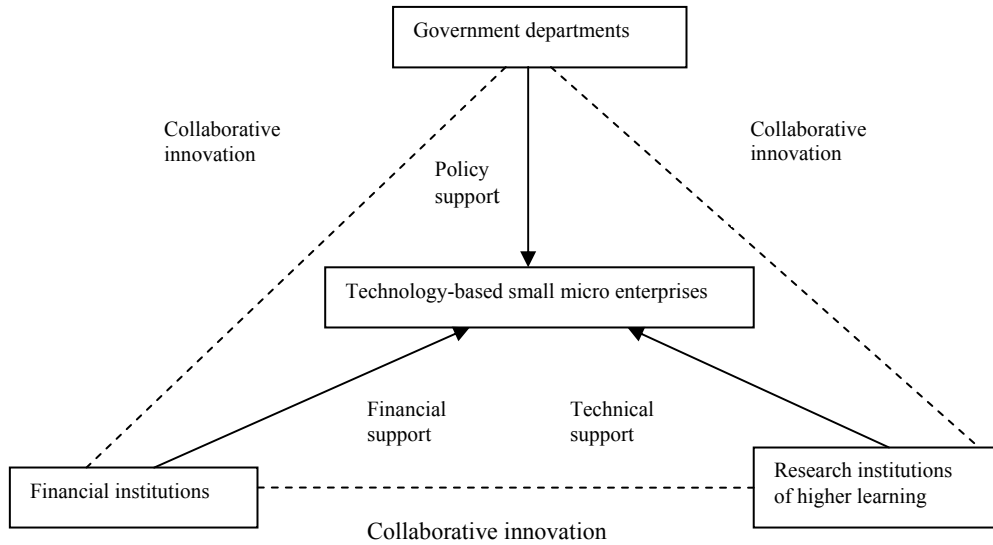 Government departments
Collaborative
innovation
Collaborative
innovation
Policy
support
Technology-based small micro enterprises
Financial
support
Technical
support
Financial institutions
Research institutions
of higher learning
Collaborative innovation